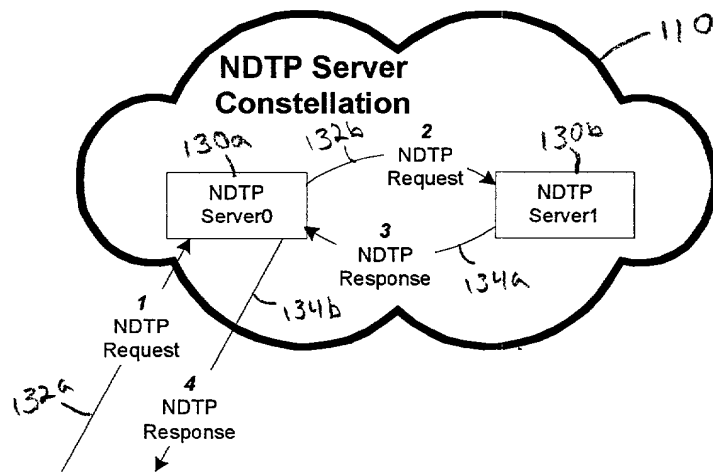 110
NDTP Server
Constellation
130a
132b
2
130b
NDTP
Request
NDTP
Server0
NDTP
Server1
3
NDTP
Response
134a
134b
1
NDTP
Request
132a
4
NDTP
Response